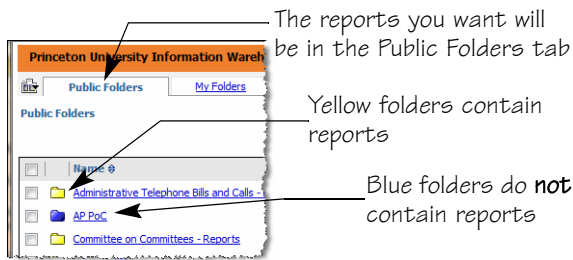 The reports you want will
be in the Public Folders tab
Princeton University Information Wareh
Public Folders
My Folders
Public Folders
Yellow folders contain
reports
Name
Administrative Telephone Bills and Calls -
AP PoC
Blue folders do not
contain reports
Committee on Committees - Reports